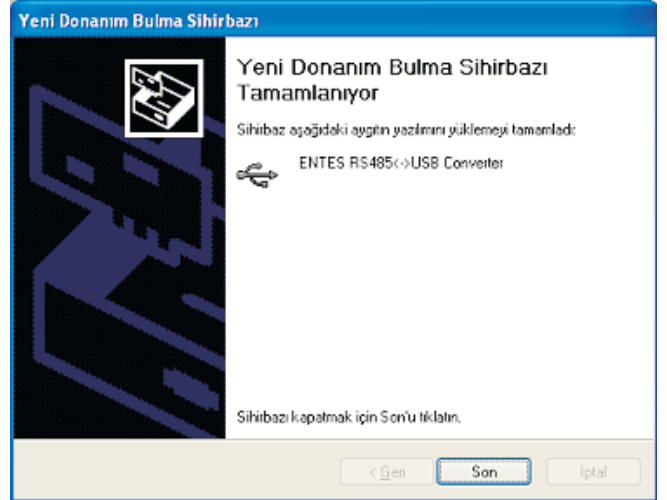 Yeni Donanım Bulma Sihirbazı
Yeni Donanım Bulma Sihirbazı
Tamamlanıyor
Sihirbaz aşağıdaki aygıtın yazılımını yüklemeyi tamamladı:
ENTES RS485<->USB Converter
Sihirbazı kapatmak için Son'u tıklatın.
< Geri
Son
İptal